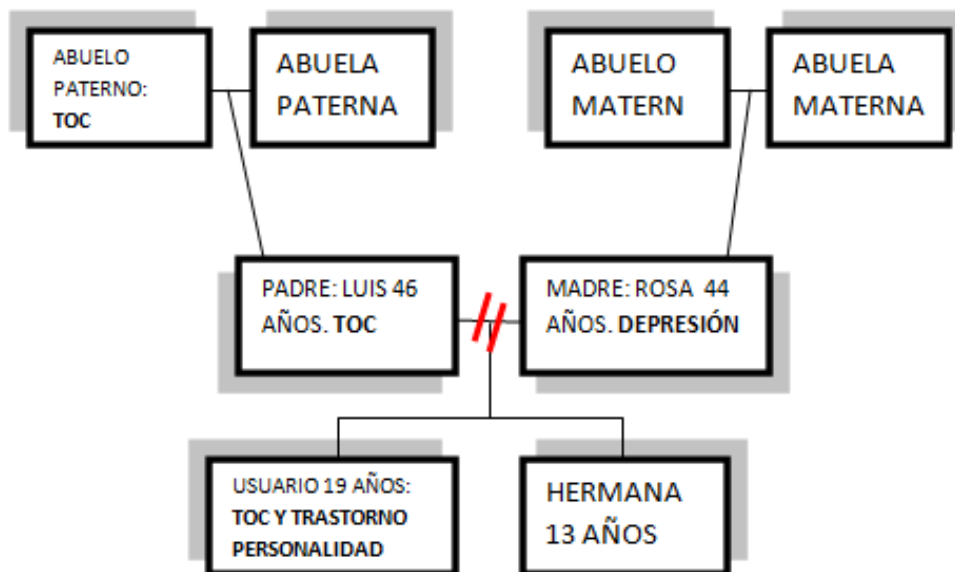 ABUELO
PATERNO:
TOC
ABUELA
PATERNA
ABUELO
MATERN
ABUELA
MATERNA
PADRE: LUIS 46
AÑOS. TOC
MADRE: ROSA 44
AÑOS. DEPRESIÓN
USUARIO 19 AÑOS:
TOC Y TRASTORNO
PERSONALIDAD
HERMANA
13 AÑOS